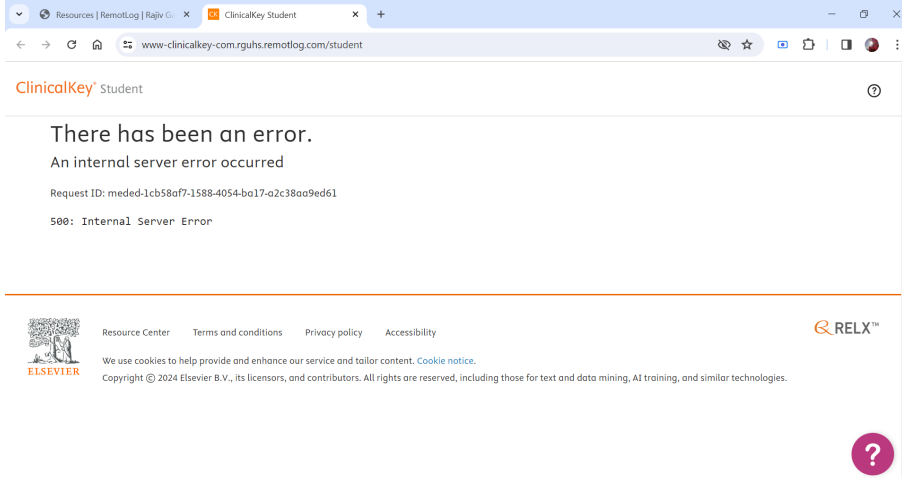 Resources | RemotLog | Rajiv G
ClinicalKey Student
www-clinicalkey-com.rguhs.remotlog.com/student
ClinicalKey® Student
There has been an error.
An internal server error occurred
Request ID: meded-1cb58af7-1588-4054-ba17-a2c38aa9ed61
500: Internal Server Error
Resource Center Terms and conditions Privacy policy Accessibility
RELX™
We use cookies to help provide and enhance our service and tailor content. Cookie notice.
ELSEVIER
Copyright © 2024 Elsevier B.V., its licensors, and contributors. All rights are reserved, including those for text and data mining, AI training, and similar technologies.